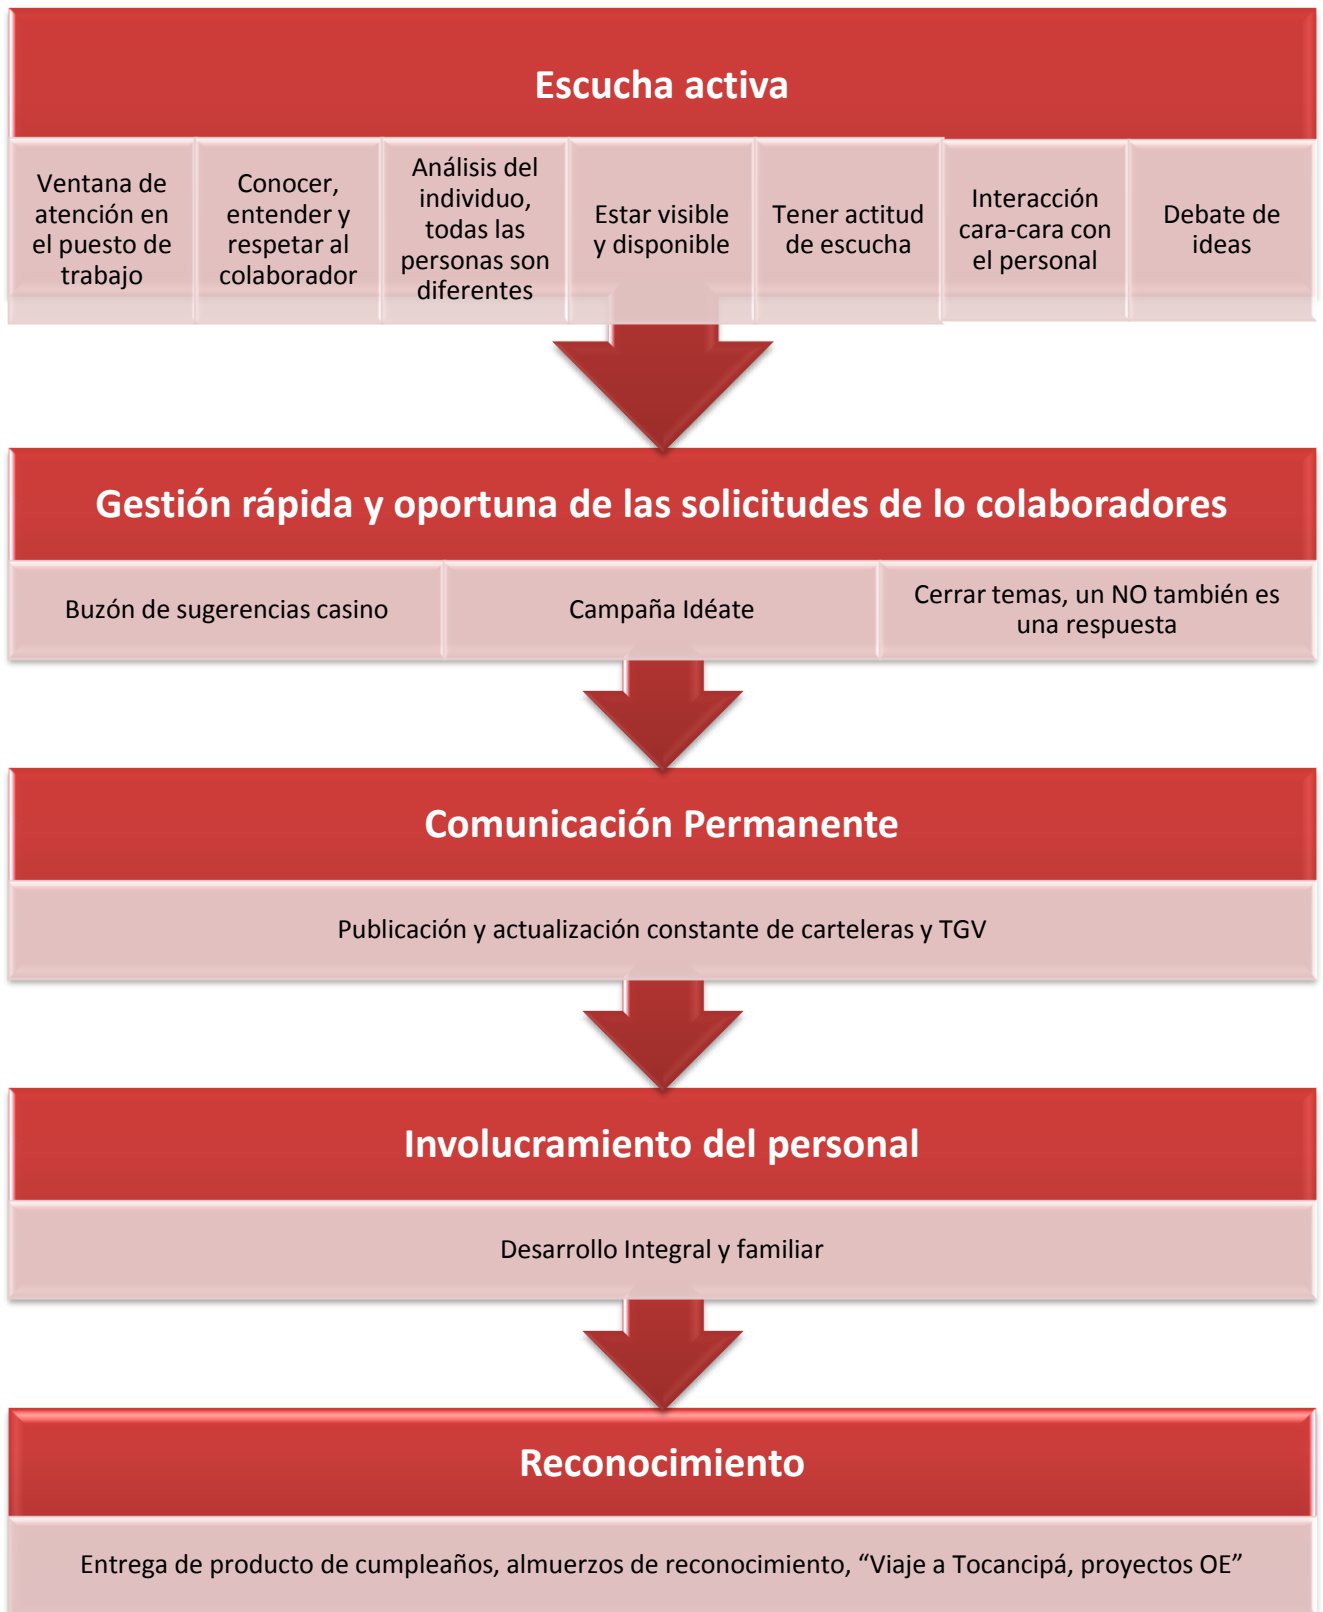 Escucha activa
Ventana de
atención en
el puesto de
trabajo
Conocer,
entender y
respetar al
colaborador
Análisis del
individuo,
todas las
personas son
diferentes
Estar visible
y disponible
Tener actitud
de escucha
Interacción
cara-cara con
el personal
Debate de
ideas
Gestión rápida y oportuna de las solicitudes de lo colaboradores
Buzón de sugerencias casino
Campaña Idéate
Cerrar temas, un NO también es
una respuesta
Comunicación Permanente
Publicación y actualización constante de carteleras y TGV
Involucramiento del personal
Desarrollo Integral y familiar
Reconocimiento
Entrega de producto de cumpleaños, almuerzos de reconocimiento, “Viaje a Tocancipá, proyectos OE”